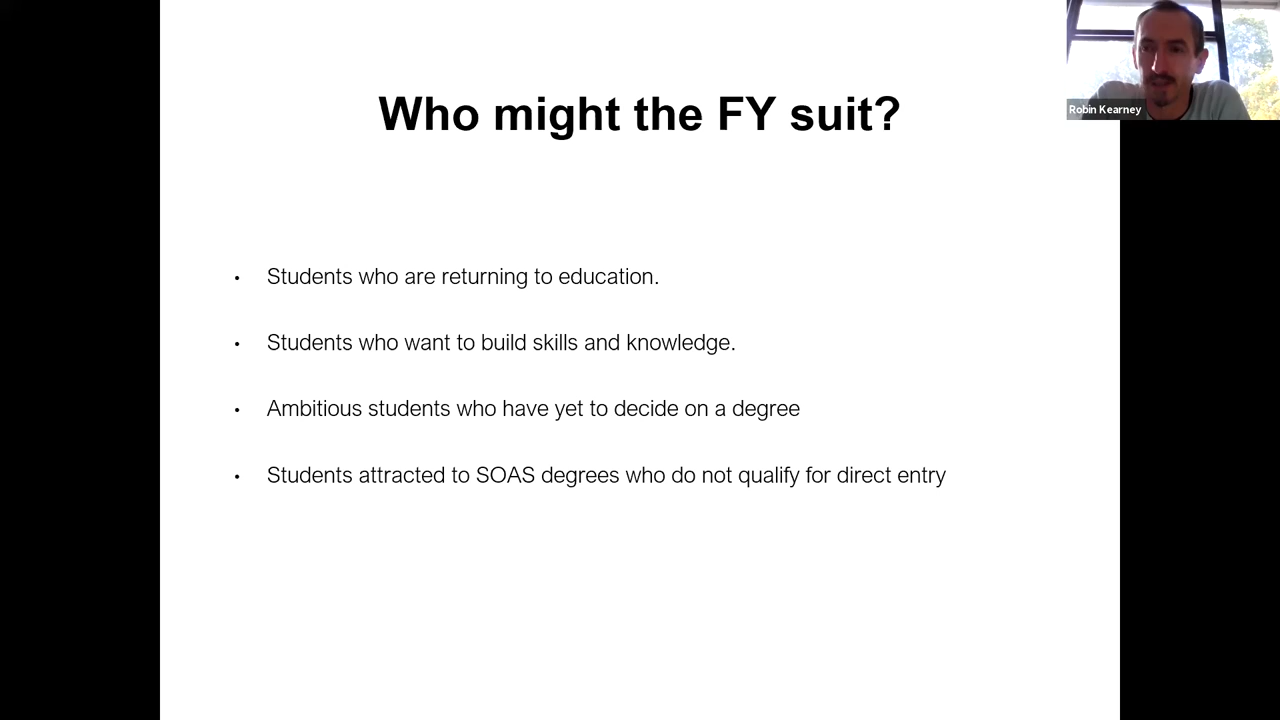 Who might the FY suit?
Robin Kearney
• Students who are returning to education.
• Students who want to build skills and knowledge.
• Ambitious students who have yet to decide on a degree
• Students attracted to SOAS degrees who do not qualify for direct entry